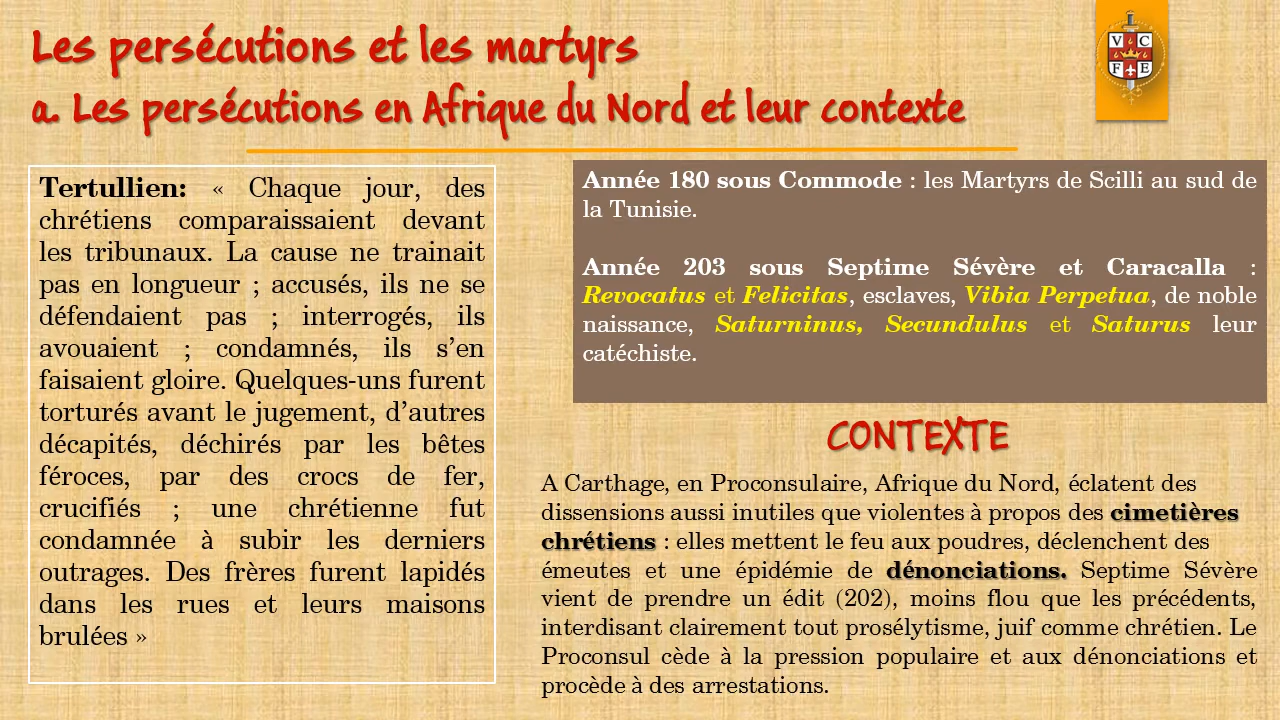 Les persécutions et les martyrs
a. Les persécutions en Afrique du Nord et leur contexte
V C
F E
Tertullien: « Chaque jour, des
chrétiens comparaissaient devant
les tribunaux. La cause ne trainait
pas en longueur ; accusés, ils ne se
défendaient pas ; interrogés, ils
avouaient ; condamnés, ils s’en
faisaient gloire. Quelques-uns furent
torturés avant le jugement, d’autres
décapités, déchirés par les bêtes
féroces, par des crocs de fer,
crucifiés ; une chrétienne fut
condamnée à subir les derniers
outrages. Des frères furent lapidés
dans les rues et leurs maisons
brulées »
Année 180 sous Commode : les Martyrs de Scilli au sud de
la Tunisie.
Année 203 sous Septime Sévère et Caracalla :
Revocatus et Felicitas, esclaves, Vibia Perpetua, de noble
naissance, Saturninus, Secundulus et Saturus leur
catéchiste.
CONTEXTE
A Carthage, en Proconsulaire, Afrique du Nord, éclatent des
dissensions aussi inutiles que violentes à propos des cimetières
chrétiens : elles mettent le feu aux poudres, déclenchent des
émeutes et une épidémie de dénonciations. Septime Sévère
vient de prendre un édit (202), moins flou que les précédents,
interdisant clairement tout prosélytisme, juif comme chrétien. Le
Proconsul cède à la pression populaire et aux dénonciations et
procède à des arrestations.